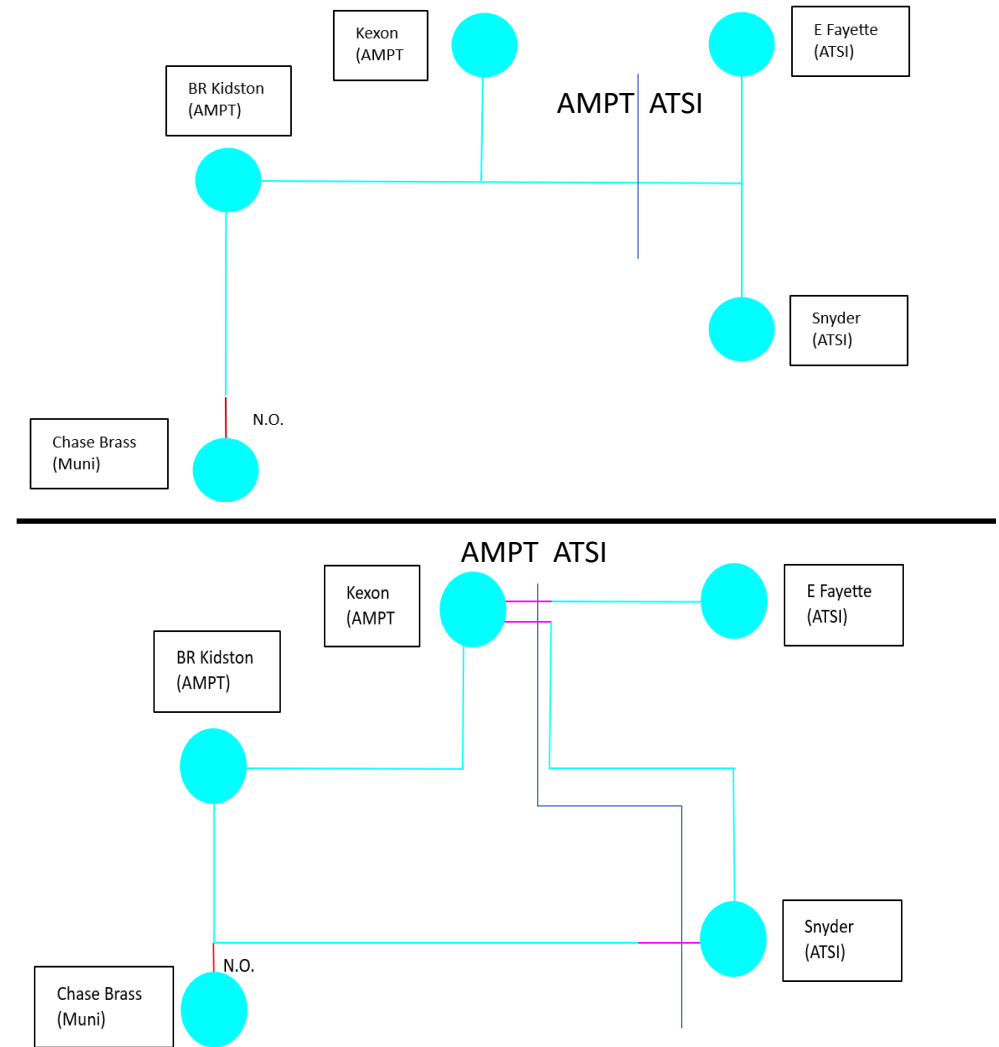 Kexon
(AMPT
E Fayette
(ATSI)
BR Kidston
(AMPT)
AMPT ATSI
Snyder
(ATSI)
N.O.
Chase Brass
(Muni)
AMPT ATSI
Kexon
(AMPT
E Fayette
(ATSI)
BR Kidston
(AMPT)
Snyder
(ATSI)
N.O.
Chase Brass
(Muni)